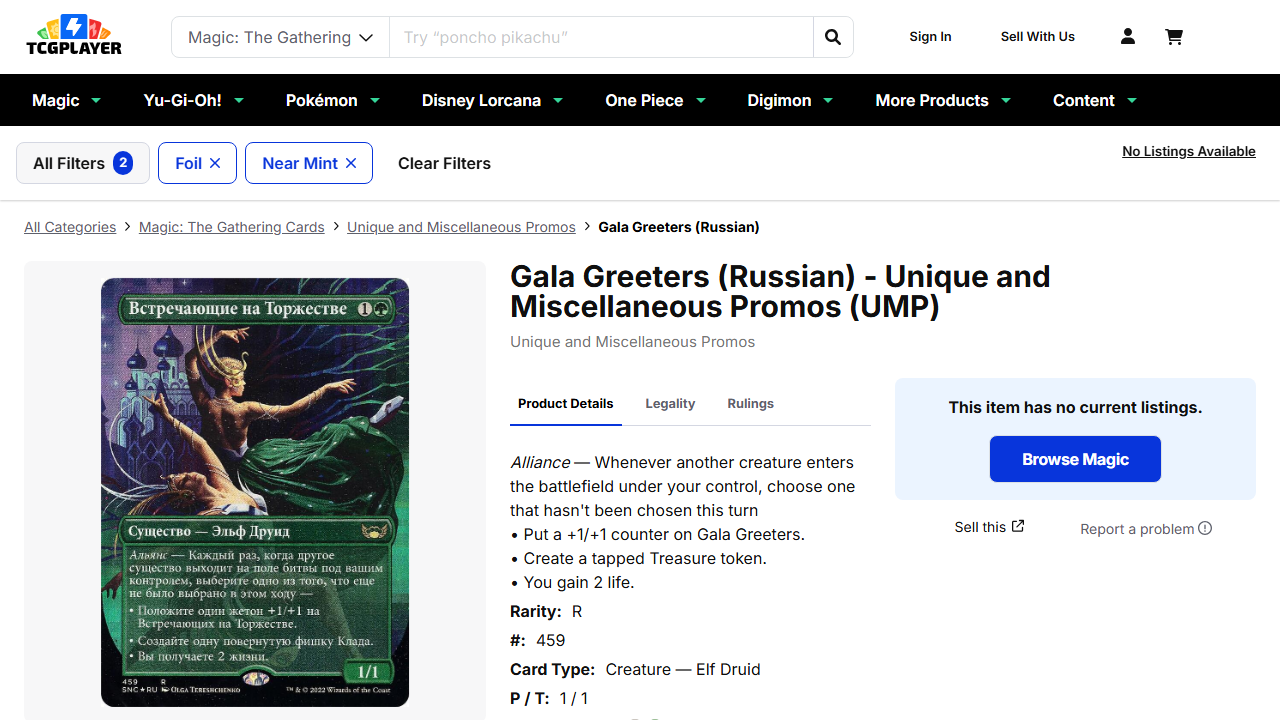 TCGPLAYER
Magic: The Gathering
Try “poncho pikachu”
Sign In
Sell With Us
Magic
Yu-Gi-Oh!
Pokémon
Disney Lorcana
One Piece
Digimon
More Products
Content
All Filters 2
Foil
Near Mint
Clear Filters
No Listings Available
All Categories > Magic: The Gathering Cards > Unique and Miscellaneous Promos > Gala Greeters (Russian)
Встречающие на Торжестве 1
Существо — Эльф Друид
Альянс — Каждый раз, когда другое
существо выходит на поле битвы под вашим
контролем, выберите одно из того, что еще
не было выбрано в этом ходу —
• Положите один жетон +1/+1 на
Встречающих на Торжестве.
• Создайте одну повернутую фишку Клада.
• Вы получаете 2 жизни.
1/1
459 R
SNC★RU OLGA TERESHCHENKO
™ & © 2022 Wizards of the Coast
Gala Greeters (Russian) - Unique and
Miscellaneous Promos (UMP)
Unique and Miscellaneous Promos
Product Details
Legality
Rulings
Alliance — Whenever another creature enters
the battlefield under your control, choose one
that hasn't been chosen this turn
• Put a +1/+1 counter on Gala Greeters.
• Create a tapped Treasure token.
• You gain 2 life.
Rarity: R
#: 459
Card Type: Creature — Elf Druid
P / T: 1 / 1
This item has no current listings.
Browse Magic
Sell this
Report a problem